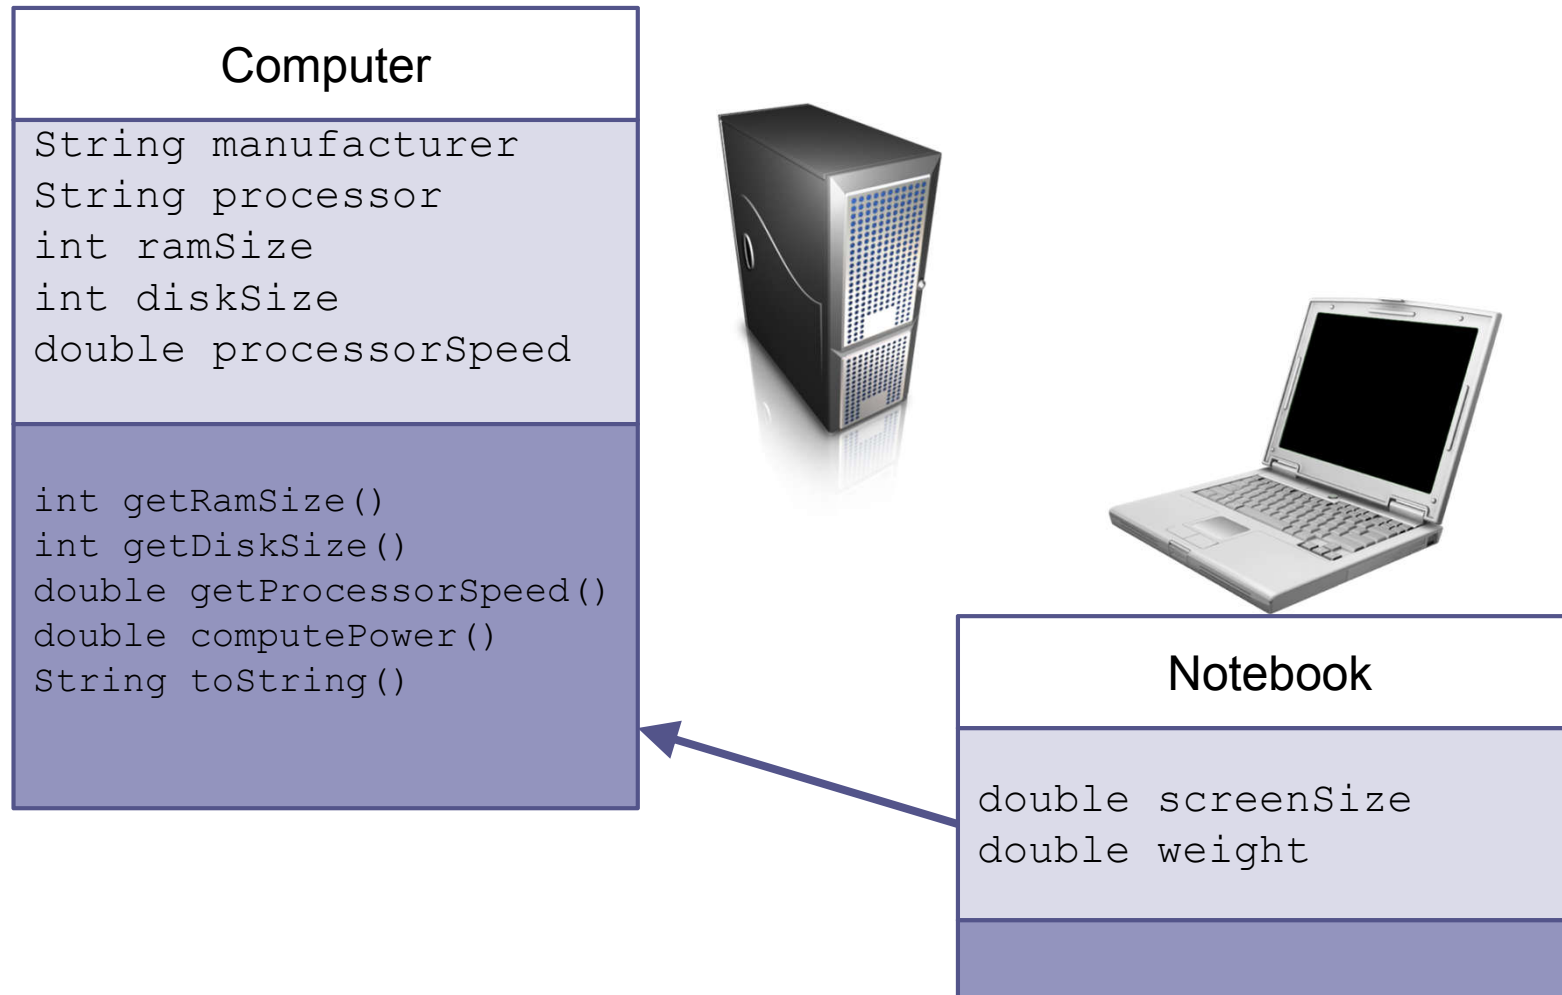 Computer
String manufacturer
String processor
int ramSize
int diskSize
double processorSpeed
int getRamSize()
int getDiskSize()
double getProcessorSpeed()
double computePower()
String toString()
Notebook
double screenSize
double weight